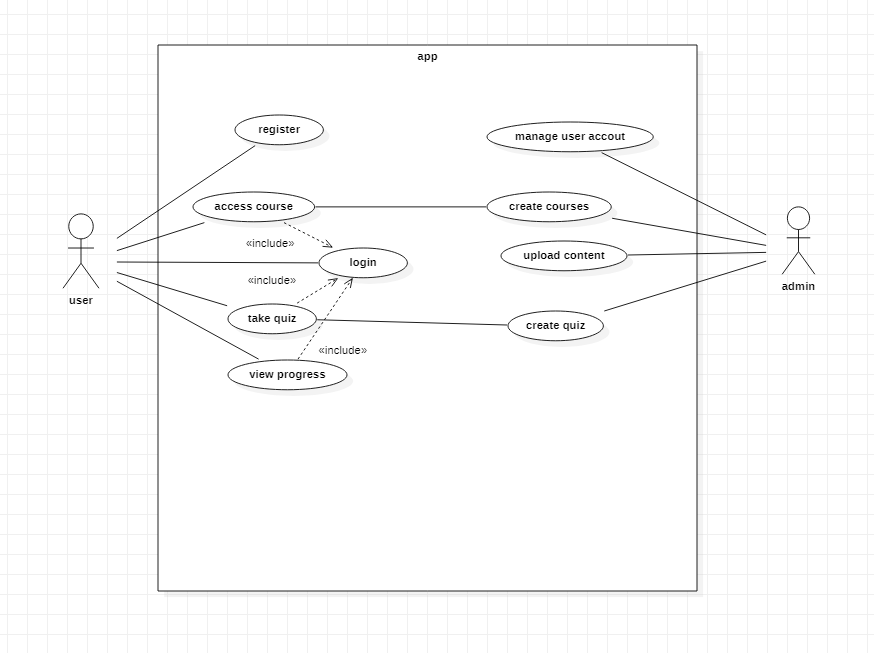 app
register
manage user accout
access course
create courses
«include»
upload content
login
user
admin
«include»
take quiz
create quiz
«include»
view progress